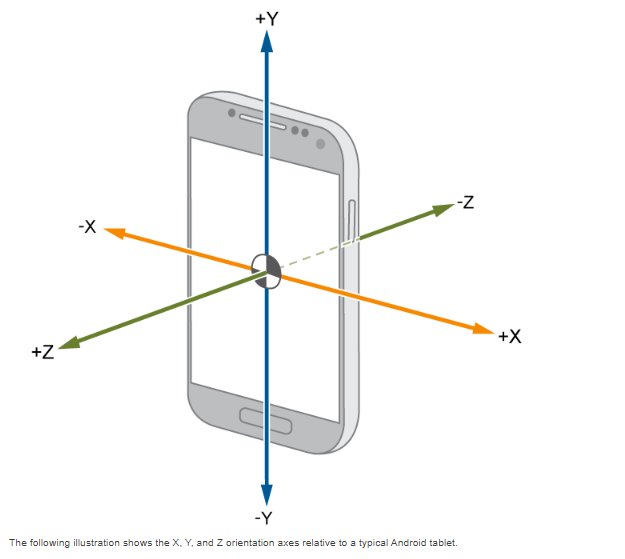 +Y
-Z
-X
+X
+Z
-Y
The following illustration shows the X, Y, and Z orientation axes relative to a typical Android tablet.